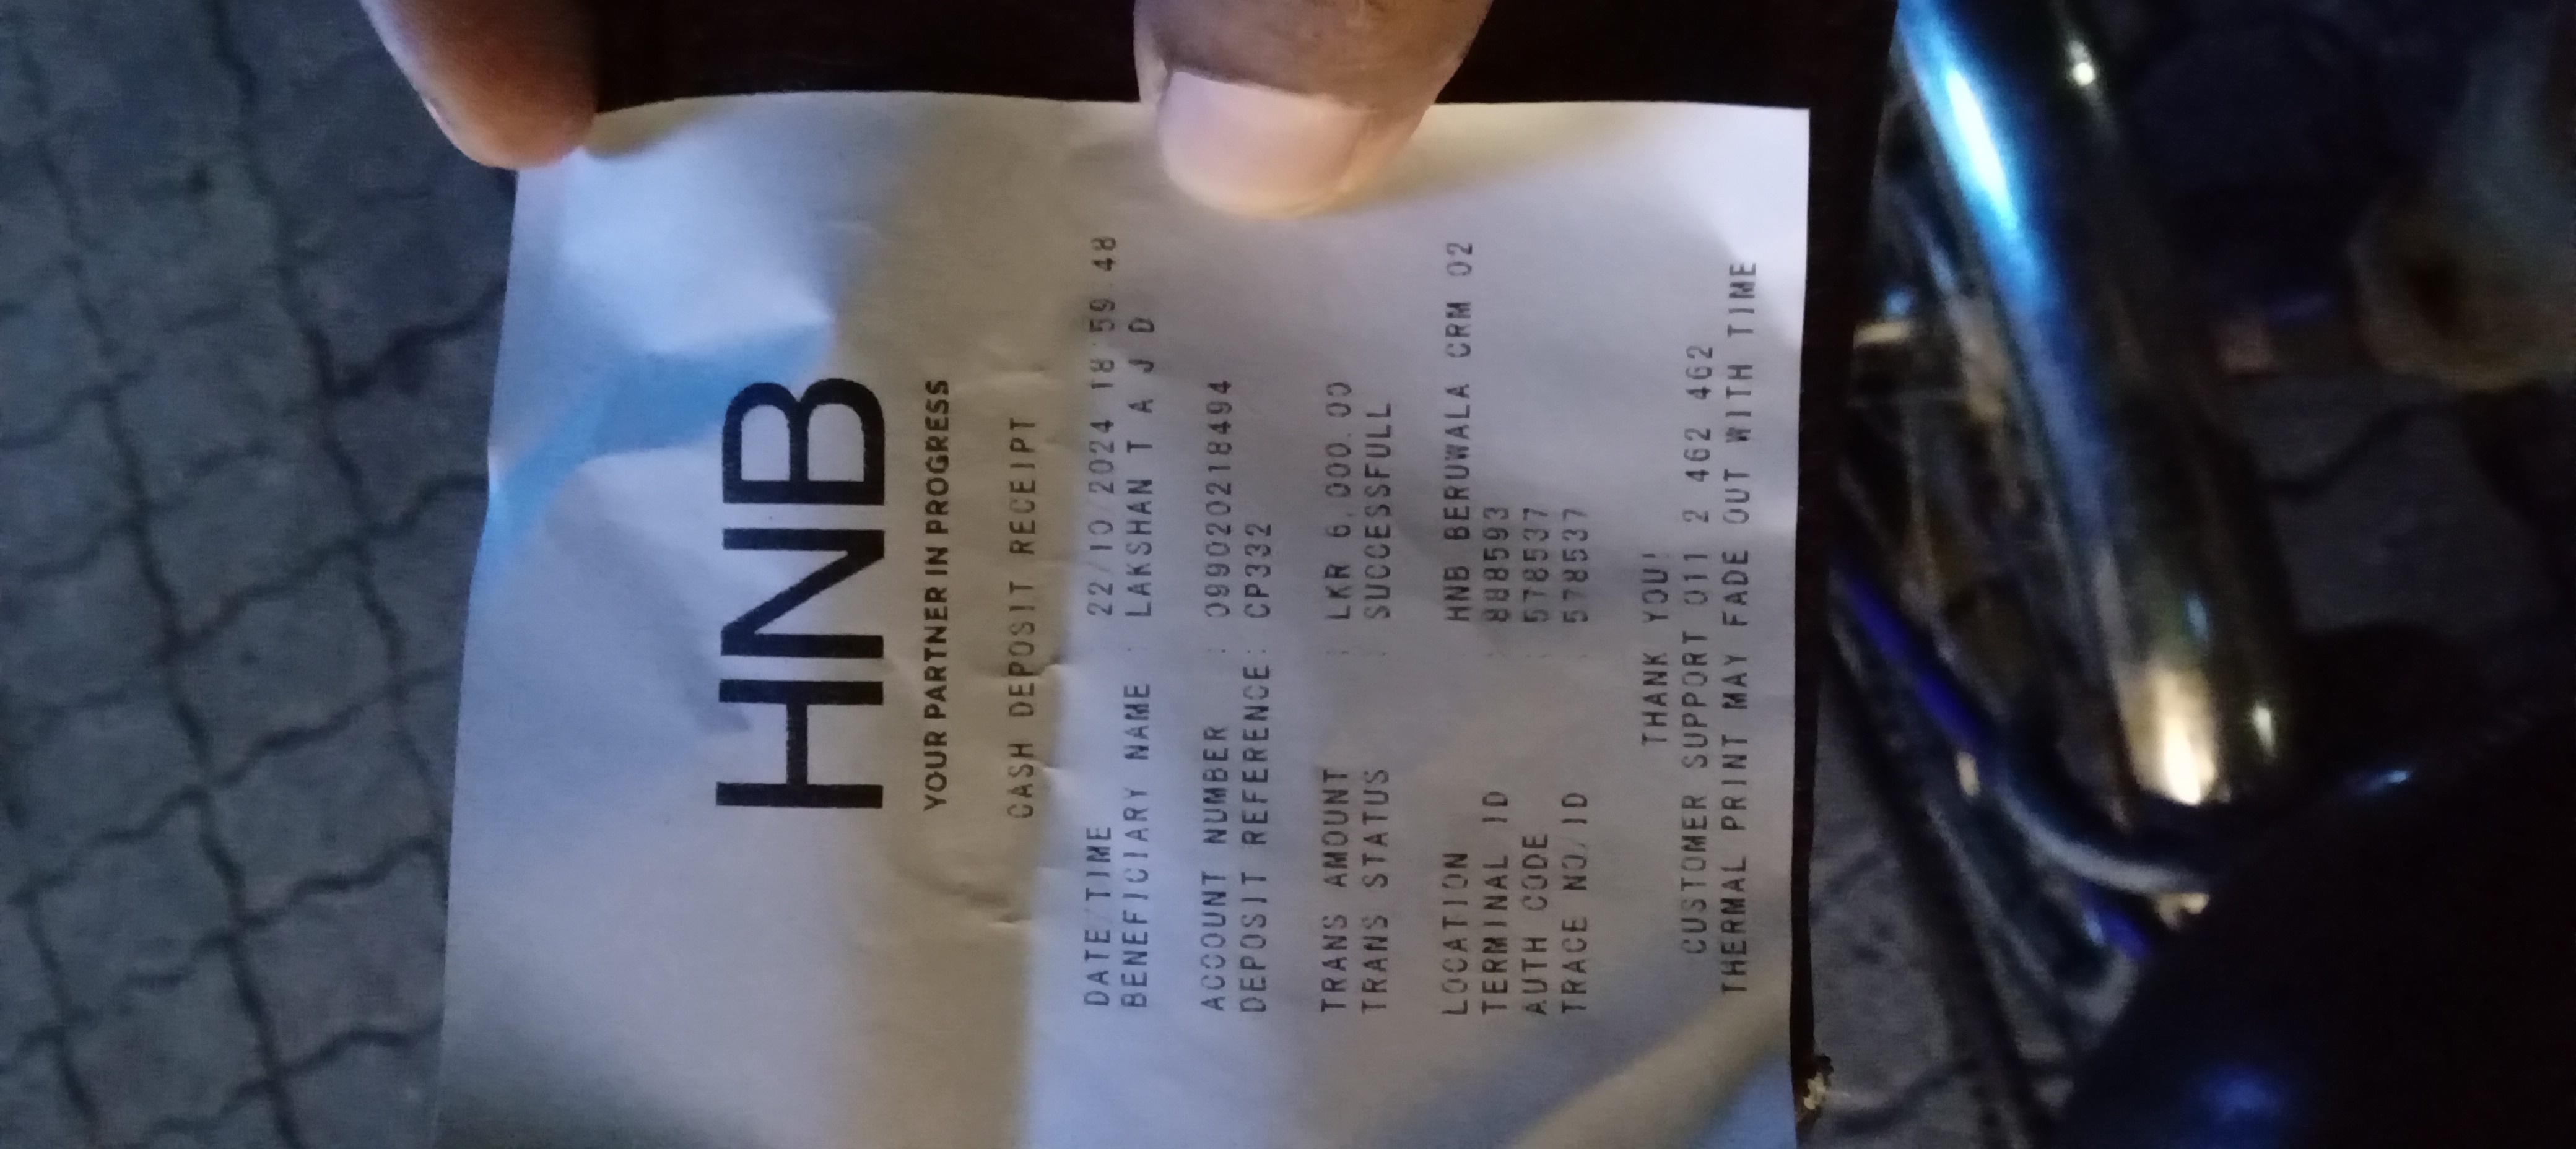 HNB
YOUR PARTNER IN PROGRESS
CASH DEPOSIT RECEIPT
DATE/TIME : 22/10/2024 18:59:48
BENEFICIARY NAME : LAKSHAN T A J D
ACCOUNT NUMBER : 099020218494
DEPOSIT REFERENCE: CP332
TRANS AMOUNT : LKR 6,000.00
TRANS STATUS : SUCCESSFULL
LOCATION : HNB BERUWALA CRM 02
TERMINAL ID : 888593
AUTH CODE : 578537
TRACE NO/ID : 578537
THANK YOU!
CUSTOMER SUPPORT 011 2 462 462
THERMAL PRINT MAY FADE OUT WITH TIME